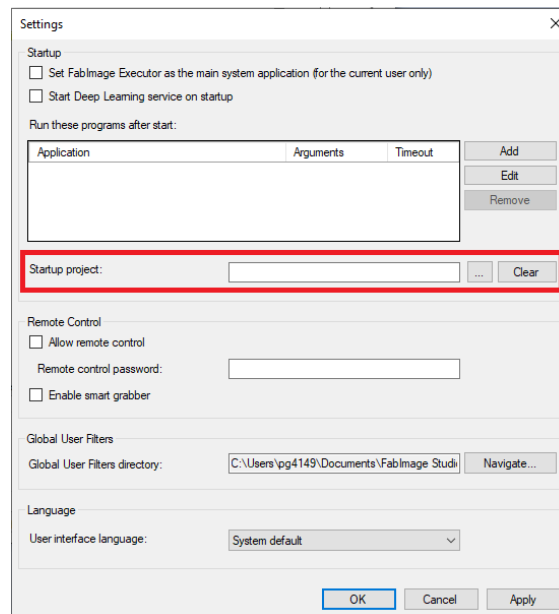 Settings
Startup
Set FabImage Executor as the main system application (for the current user only)
Start Deep Learning service on startup
Run these programs after start:
Application Arguments Timeout
Add
Edit
Remove
Startup project:
... Clear
Remote Control
Allow remote control
Remote control password:
Enable smart grabber
Global User Filters
Global User Filters directory: C:\Users\pg4149\Documents\FabImage Studi Navigate...
Language
User interface language: System default
OK Cancel Apply